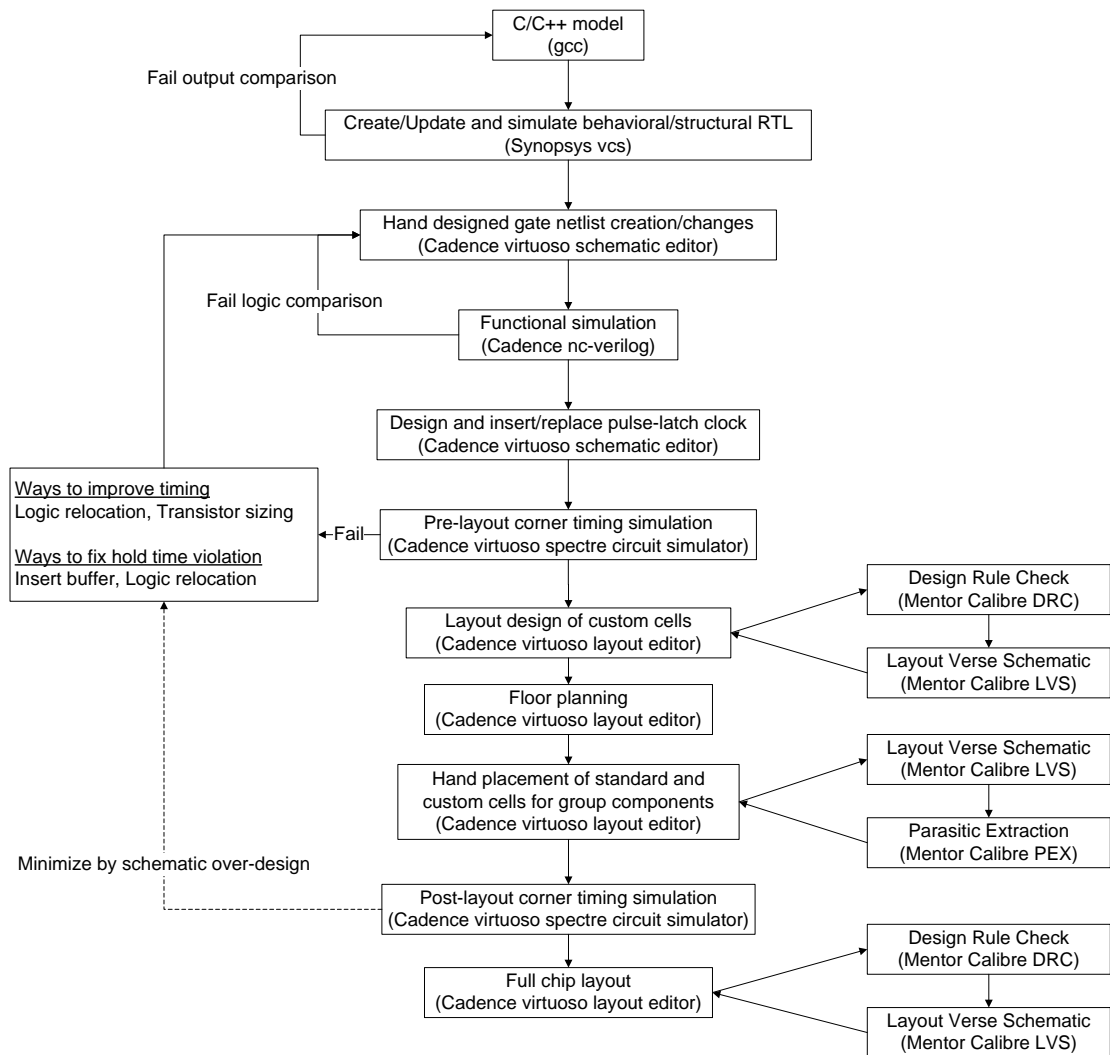 C/C++ model
(gcc)
Fail output comparison
Create/Update and simulate behavioral/structural RTL
(Synopsys vcs)
Hand designed gate netlist creation/changes
(Cadence virtuoso schematic editor)
Fail logic comparison
Functional simulation
(Cadence nc-verilog)
Design and insert/replace pulse-latch clock
(Cadence virtuoso schematic editor)
Ways to improve timing
Logic relocation, Transistor sizing
Ways to fix hold time violation
Insert buffer, Logic relocation
Fail
Pre-layout corner timing simulation
(Cadence virtuoso spectre circuit simulator)
Design Rule Check
(Mentor Calibre DRC)
Layout design of custom cells
(Cadence virtuoso layout editor)
Layout Verse Schematic
(Mentor Calibre LVS)
Floor planning
(Cadence virtuoso layout editor)
Layout Verse Schematic
(Mentor Calibre LVS)
Hand placement of standard and
custom cells for group components
(Cadence virtuoso layout editor)
Parasitic Extraction
(Mentor Calibre PEX)
Minimize by schematic over-design
Post-layout corner timing simulation
(Cadence virtuoso spectre circuit simulator)
Design Rule Check
(Mentor Calibre DRC)
Full chip layout
(Cadence virtuoso layout editor)
Layout Verse Schematic
(Mentor Calibre LVS)